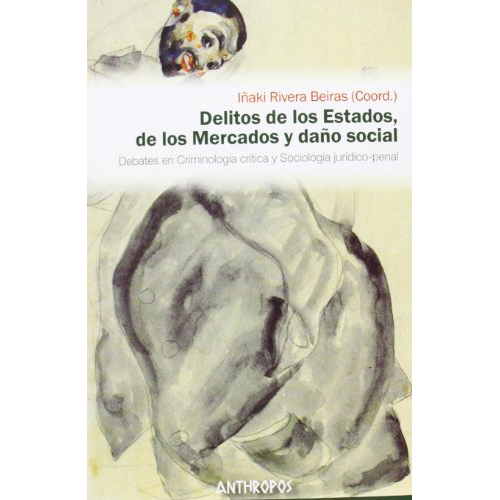 Iñaki Rivera Beiras (Coord.)
Delitos de los Estados,
de los Mercados y daño social
Debates en Criminología crítica y Sociología jurídico-penal
ANTHROPOS